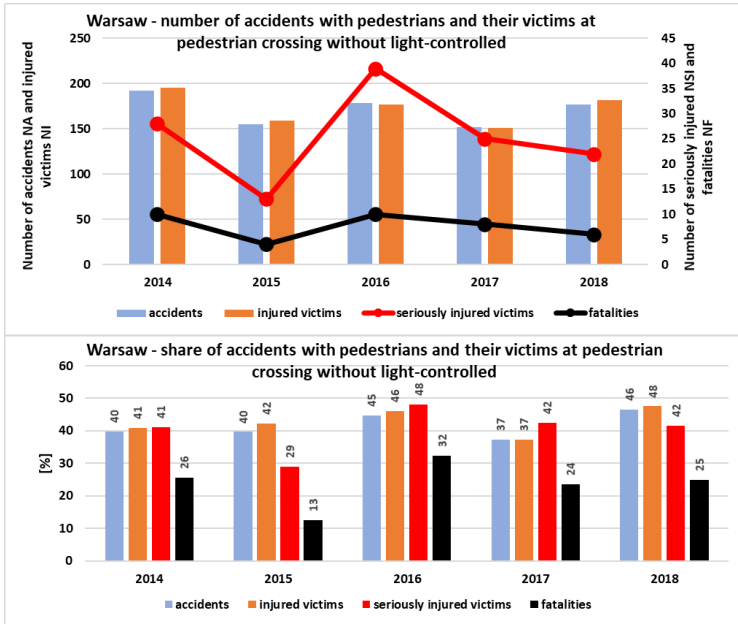 Warsaw - number of accidents with pedestrians and their victims at
pedestrian crossing without light-controlled
Number of accidents NA and injured
victims NI
250
200
150
100
50
0
45
40
35
30
25
20
15
10
5
0
Number of seriously injured NSI and
fatalities NF
2014 2015 2016 2017 2018
accidents injured victims seriously injured victims fatalities
Warsaw - share of accidents with pedestrians and their victims at pedestrian
crossing without light-controlled
[%]
60
50
40
30
20
10
0
40 41 41 26
40 42 29 13
45 46 48 32
37 37 42 24
46 48 42 25
2014 2015 2016 2017 2018
accidents injured victims seriously injured victims fatalities